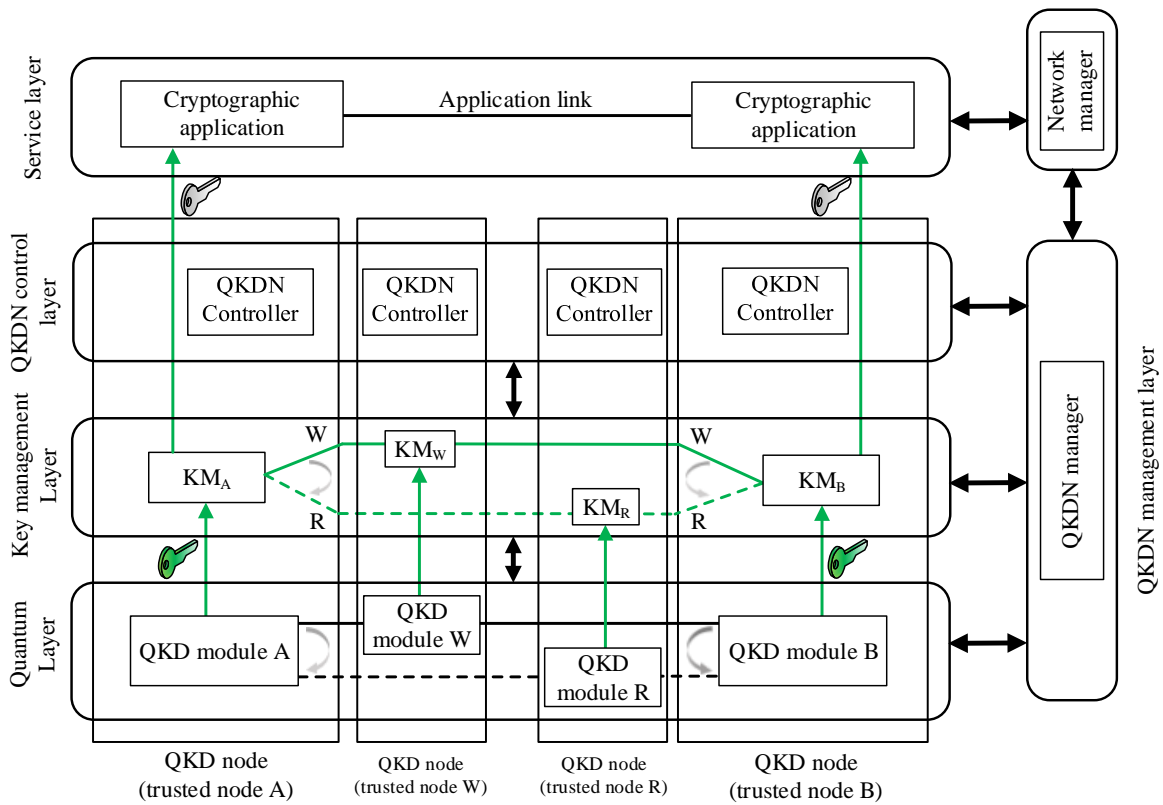 Service layer
Cryptographic
application
Application link
Cryptographic
application
Network
manager
QKDN control
layer
QKDN
Controller
QKDN
Controller
QKDN
Controller
QKDN
Controller
Key management
Layer
KMA
W
R
KMW
KMR
W
R
KMB
QKDN manager
QKDN management layer
Quantum
Layer
QKD module A
QKD
module W
QKD
module R
QKD module B
QKD node
(trusted node A)
QKD node
(trusted node W)
QKD node
(trusted node R)
QKD node
(trusted node B)